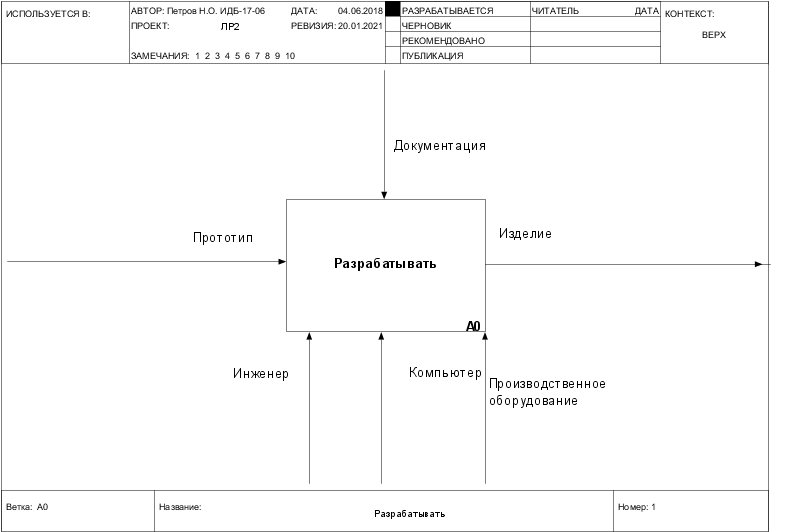 ИСПОЛЬЗУЕТСЯ В:
АВТОР: Петров Н.О. ИДБ-17-06
ДАТА: 04.06.2018
ПРОЕКТ: ЛР2
РЕВИЗИЯ: 20.01.2021
ЗАМЕЧАНИЯ: 1 2 3 4 5 6 7 8 9 10
РАЗРАБАТЫВАЕТСЯ
ЧЕРНОВИК
РЕКОМЕНДОВАНО
ПУБЛИКАЦИЯ
ЧИТАТЕЛЬ ДАТА
КОНТЕКСТ:
ВЕРХ
Документация
Прототип
Изделие
Разрабатывать
A0
Инженер
Компьютер
Производственное
оборудование
Ветка: A0
Название:
Разрабатывать
Номер: 1